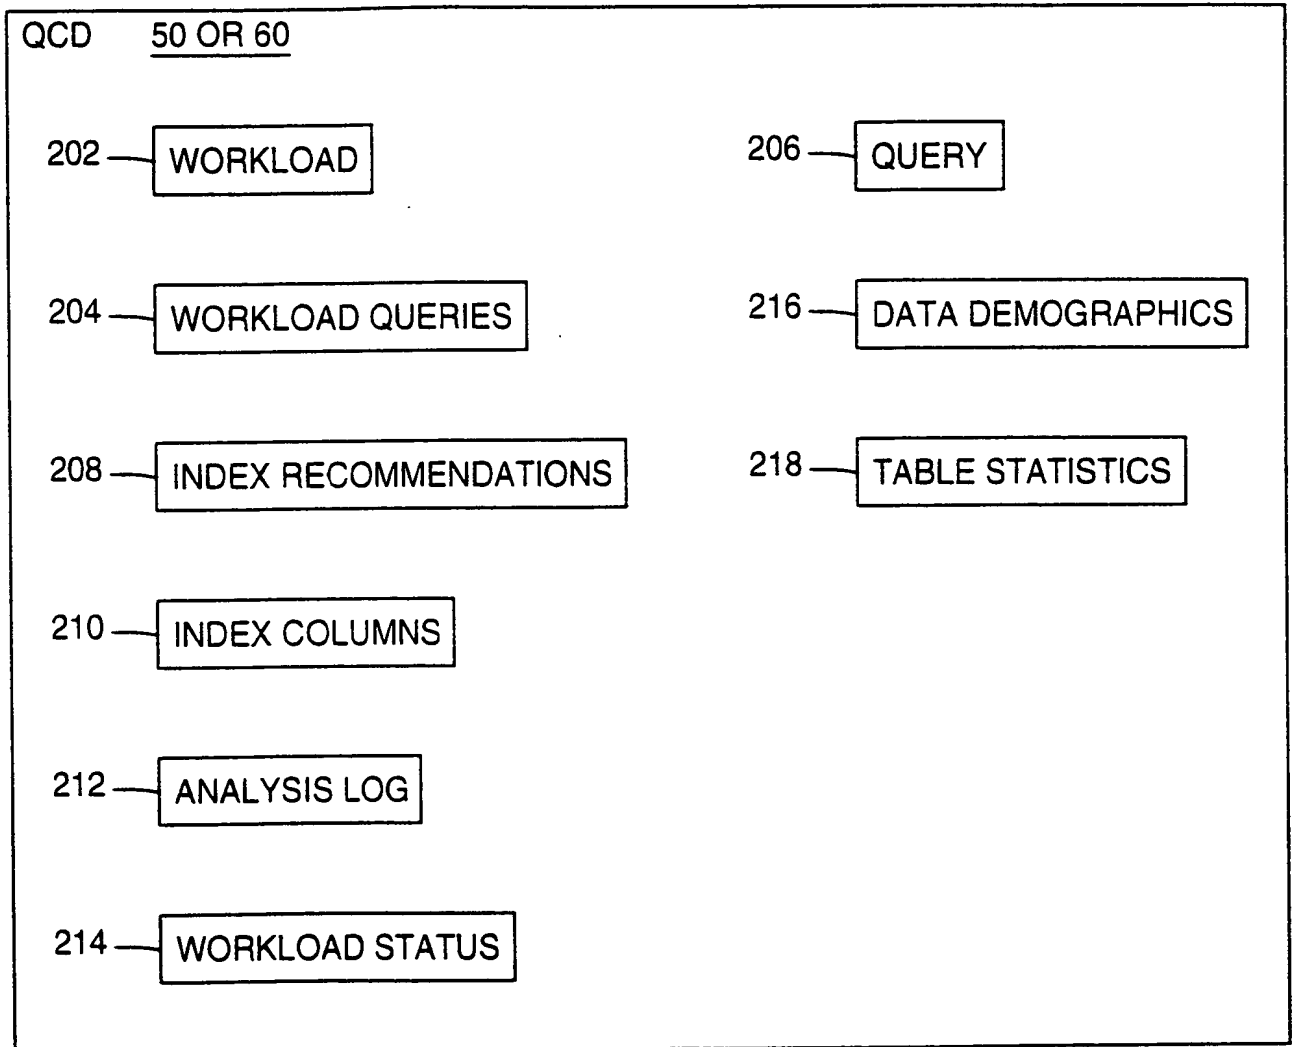 QCD 50 OR 60
202 WORKLOAD
206 QUERY
204 WORKLOAD QUERIES
216 DATA DEMOGRAPHICS
208 INDEX RECOMMENDATIONS
218 TABLE STATISTICS
210 INDEX COLUMNS
212 ANALYSIS LOG
214 WORKLOAD STATUS